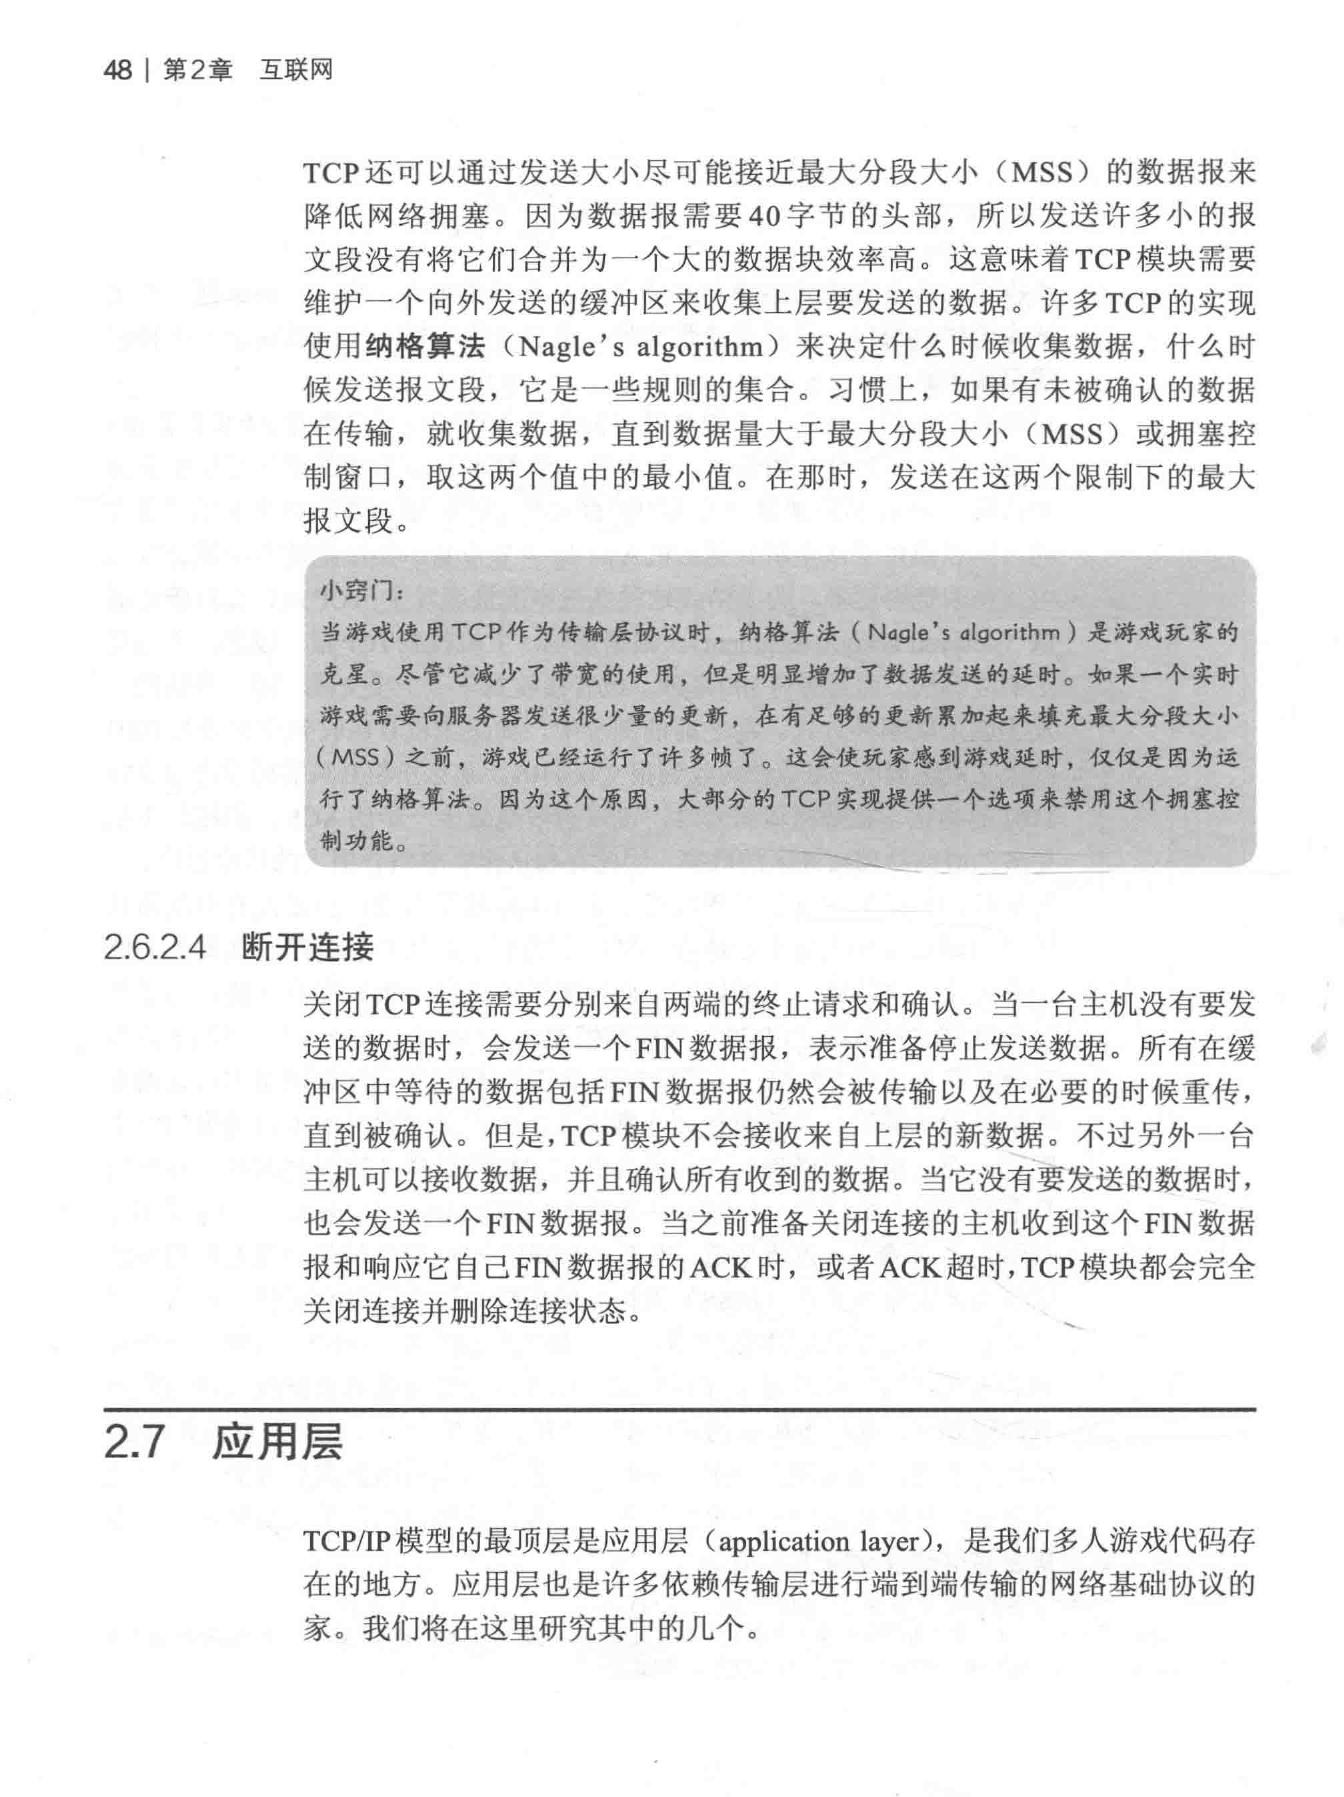 48 | 第2章 互联网
TCP还可以通过发送大小尽可能接近最大分段大小（MSS）的数据报来
降低网络拥塞。因为数据报需要40字节的头部，所以发送许多小的报
文段没有将它们合并为一个大的数据块效率高。这意味着TCP模块需要
维护一个向外发送的缓冲区来收集上层要发送的数据。许多TCP的实现
使用纳格算法（Nagle’s algorithm）来决定什么时候收集数据，什么时
候发送报文段，它是一些规则的集合。习惯上，如果有未被确认的数据
在传输，就收集数据，直到数据量大于最大分段大小（MSS）或拥塞控
制窗口，取这两个值中的最小值。在那时，发送在这两个限制下的最大
报文段。
小窍门：
当游戏使用TCP作为传输层协议时，纳格算法（Nagle’s algorithm）是游戏玩家的
克星。尽管它减少了带宽的使用，但是明显增加了数据发送的延时。如果一个实时
游戏需要向服务器发送很少量的更新，在有足够的更新累加起来填充最大分段大小
（MSS）之前，游戏已经运行了许多帧了。这会使玩家感到游戏延时，仅仅是因为运
行了纳格算法。因为这个原因，大部分的TCP实现提供一个选项来禁用这个拥塞控
制功能。
2.6.2.4 断开连接
关闭TCP连接需要分别来自两端的终止请求和确认。当一台主机没有要发
送的数据时，会发送一个FIN数据报，表示准备停止发送数据。所有在缓
冲区中等待的数据包括FIN数据报仍然会被传输以及在必要的时候重传，
直到被确认。但是，TCP模块不会接收来自上层的新数据。不过另外一台
主机可以接收数据，并且确认所有收到的数据。当它没有要发送的数据时，
也会发送一个FIN数据报。当之前准备关闭连接的主机收到这个FIN数据
报和响应它自己FIN数据报的ACK时，或者ACK超时，TCP模块都会完全
关闭连接并删除连接状态。
2.7 应用层
TCP/IP模型的最顶层是应用层（application layer），是我们多人游戏代码存
在的地方。应用层也是许多依赖传输层进行端到端传输的网络基础协议的
家。我们将在这里研究其中的几个。